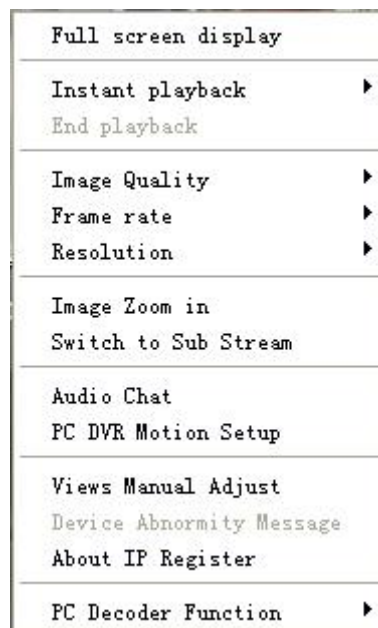 Full screen display
Instant playback
End playback
Image Quality
Frame rate
Resolution
Image Zoom in
Switch to Sub Stream
Audio Chat
PC DVR Motion Setup
Views Manual Adjust
Device Abnormity Message
About IP Register
PC Decoder Function